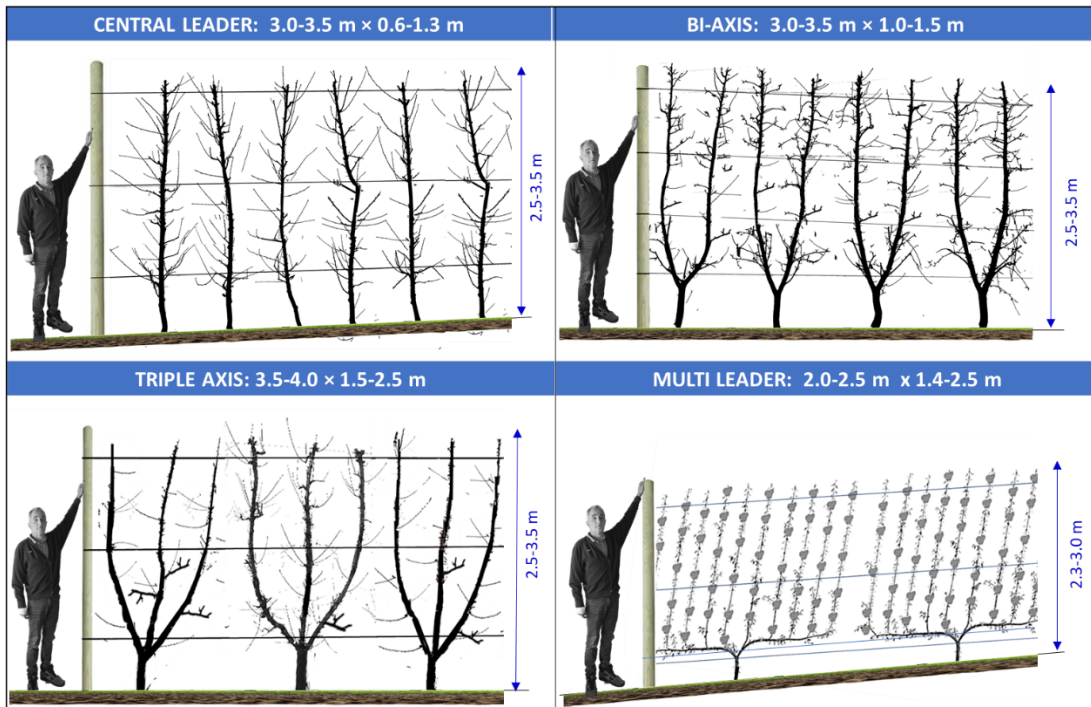 CENTRAL LEADER: 3.0-3.5 m × 0.6-1.3 m
2.5-3.5 m
BI-AXIS: 3.0-3.5 m × 1.0-1.5 m
2.5-3.5 m
TRIPLE AXIS: 3.5-4.0 × 1.5-2.5 m
2.5-3.5 m
MULTI LEADER: 2.0-2.5 m x 1.4-2.5 m
2.3-3.0 m